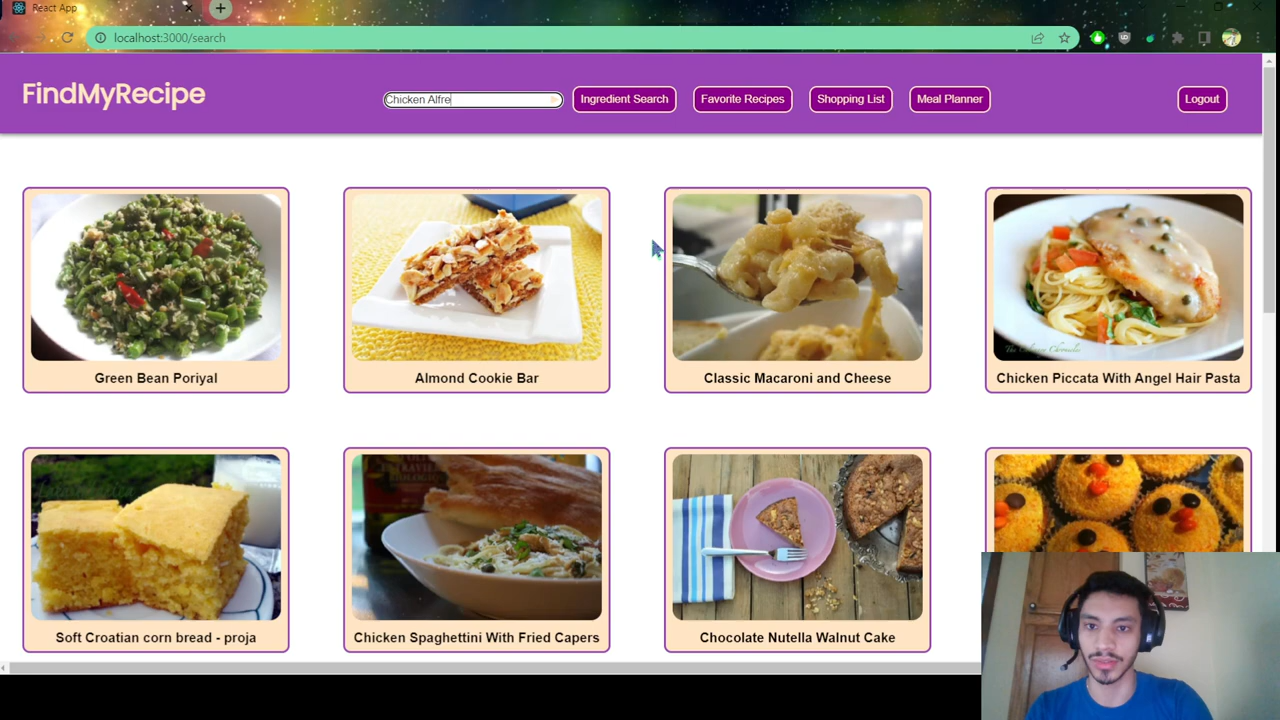 React App
localhost:3000/search
FindMyRecipe
Chicken Alfre
Ingredient Search
Favorite Recipes
Shopping List
Meal Planner
Logout
Green Bean Poriyal
Almond Cookie Bar
Classic Macaroni and Cheese
Chicken Piccata With Angel Hair Pasta
Soft Croatian corn bread - proja
Chicken Spaghettini With Fried Capers
Chocolate Nutella Walnut Cake